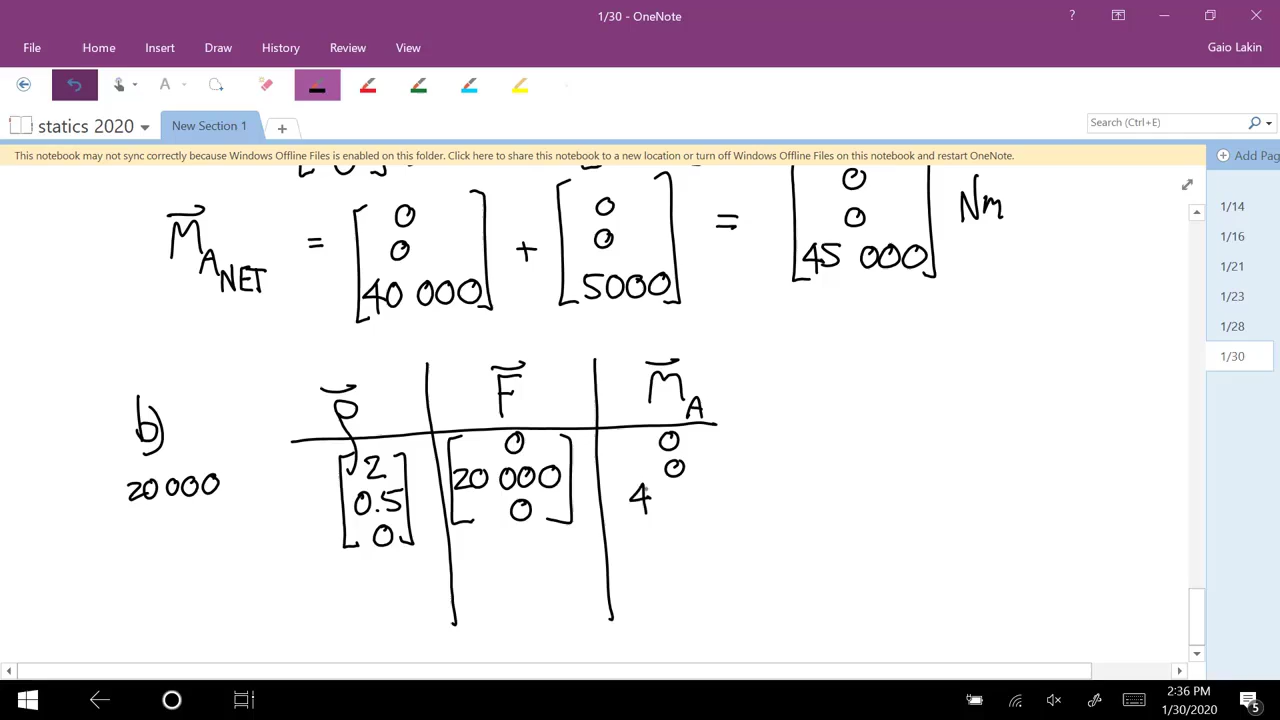 1/30 - OneNote
? 
File Home Insert Draw History Review View Gaio Lakin
A
statics 2020 New Section 1 + Search (Ctrl+E)
This notebook may not sync correctly because Windows Offline Files is enabled on this folder. Click here to share this notebook to a new location or turn off Windows Offline Files on this notebook and restart OneNote.
Add Pag
1/14
1/16
1/21
1/23
1/28
1/30
M⃗ A NET = [0 0 40 000] + [0 0 5000] = [0 0 45 000] Nm
b) ρ⃗ F⃗ M⃗ A
20000 [2 0.5 0] [0 20 000 0] 0 0 4
2:36 PM
1/30/2020
5